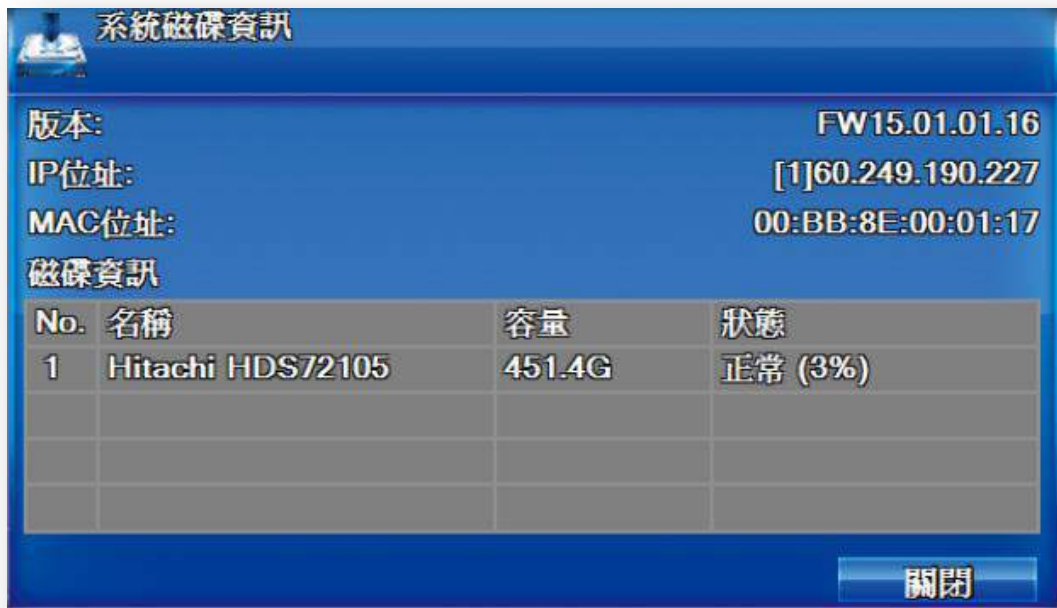 系統磁碟資訊
版本: FW15.01.01.16
IP位址: [1]60.249.190.227
MAC位址: 00:BB:8E:00:01:17
磁碟資訊
No. 名稱 容量 狀態
1 Hitachi HDS72105 451.4G 正常 (3%)
關閉